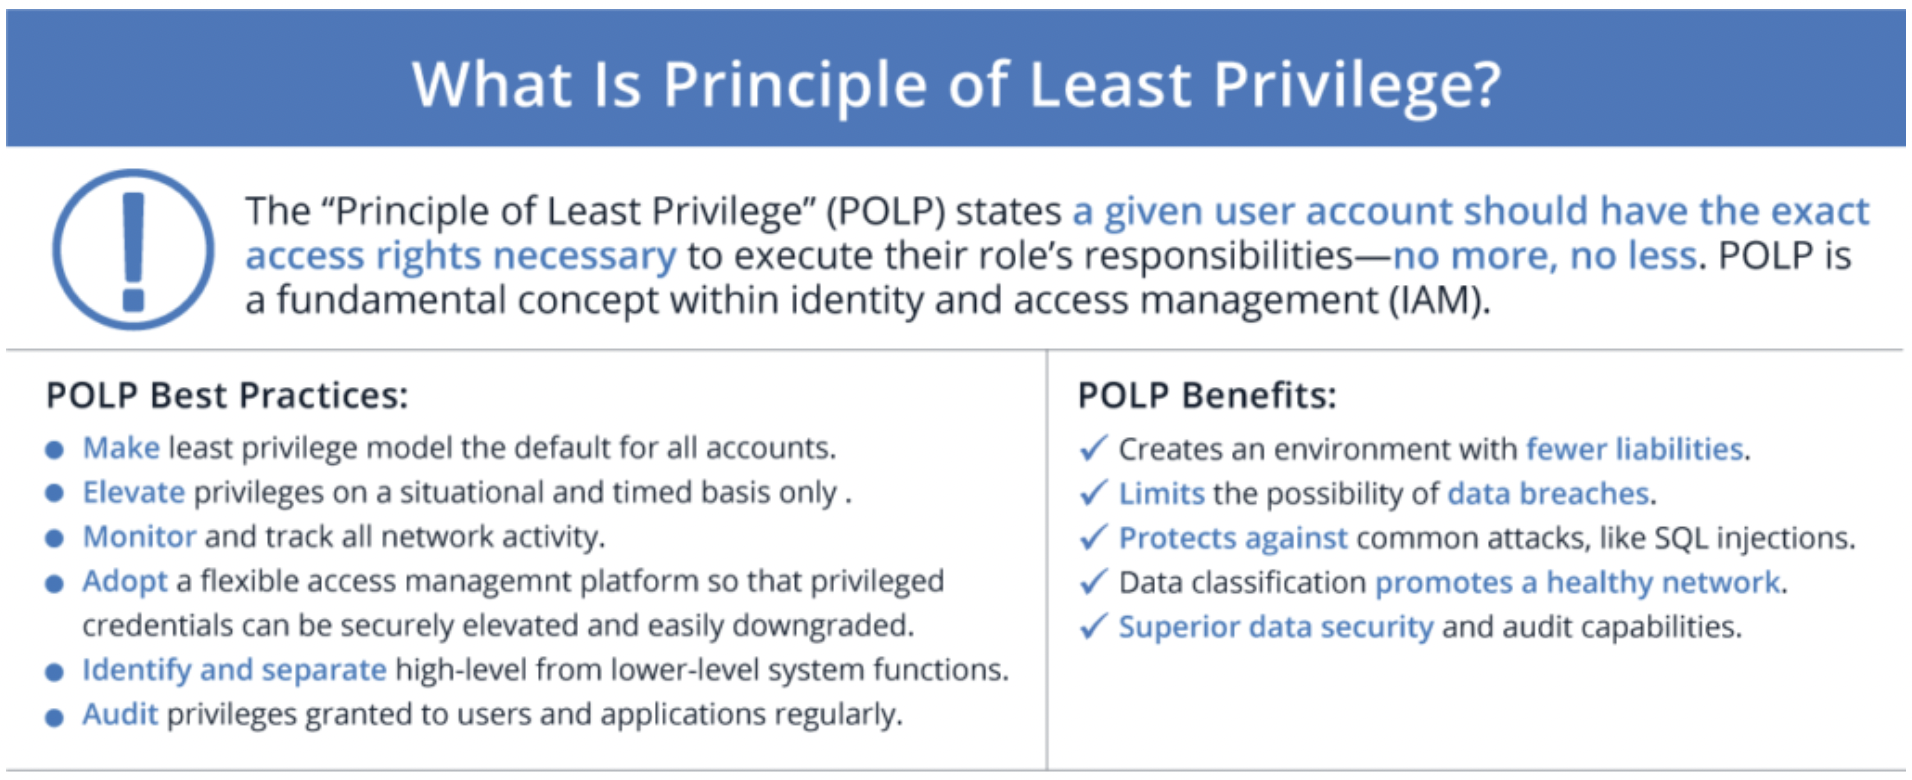 What Is Principle of Least Privilege?
The “Principle of Least Privilege” (POLP) states a given user account should have the exact
access rights necessary to execute their role’s responsibilities—no more, no less. POLP is
a fundamental concept within identity and access management (IAM).
POLP Best Practices:
Make least privilege model the default for all accounts.
Elevate privileges on a situational and timed basis only .
Monitor and track all network activity.
Adopt a flexible access managemnt platform so that privileged
credentials can be securely elevated and easily downgraded.
Identify and separate high-level from lower-level system functions.
Audit privileges granted to users and applications regularly.
POLP Benefits:
Creates an environment with fewer liabilities.
Limits the possibility of data breaches.
Protects against common attacks, like SQL injections.
Data classification promotes a healthy network.
Superior data security and audit capabilities.